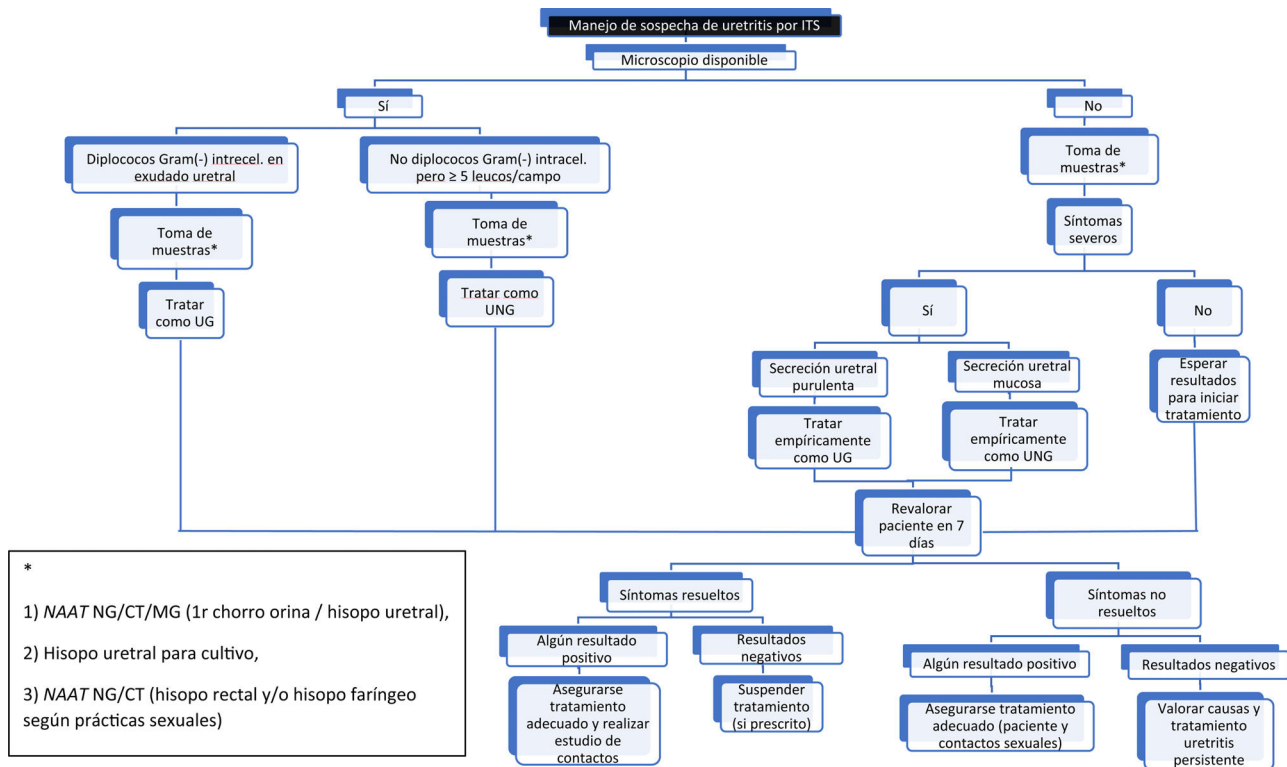 Manejo de sospecha de uretritis por ITS
Microscopio disponible
Sí
No
Diplococos Gram(-) intrecel. en
exudado uretral
No diplococos Gram(-) intracel.
pero ≥ 5 leucos/campo
Toma de
muestras*
Toma de
muestras*
Toma de
muestras*
Síntomas
severos
Tratar
como UG
Tratar como
UNG
Sí
No
Secreción uretral
purulenta
Secreción uretral
mucosa
Esperar
resultados
para iniciar
tratamiento
Tratar
empíricamente
como UG
Tratar
empíricamente
como UNG
Revalorar
paciente en 7
días
Síntomas resueltos
Síntomas no
resueltos
Algún resultado
positivo
Resultados
negativos
Algún resultado positivo
Resultados negativos
Asegurarse
tratamiento
adecuado y realizar
estudio de
contactos
Suspender
tratamiento
(si prescrito)
Asegurarse tratamiento
adecuado (paciente y
contactos sexuales)
Valorar causas y
tratamiento
uretritis
persistente
*
1) NAAT NG/CT/MG (1r chorro orina / hisopo uretral),
2) Hisopo uretral para cultivo,
3) NAAT NG/CT (hisopo rectal y/o hisopo faríngeo
según prácticas sexuales)